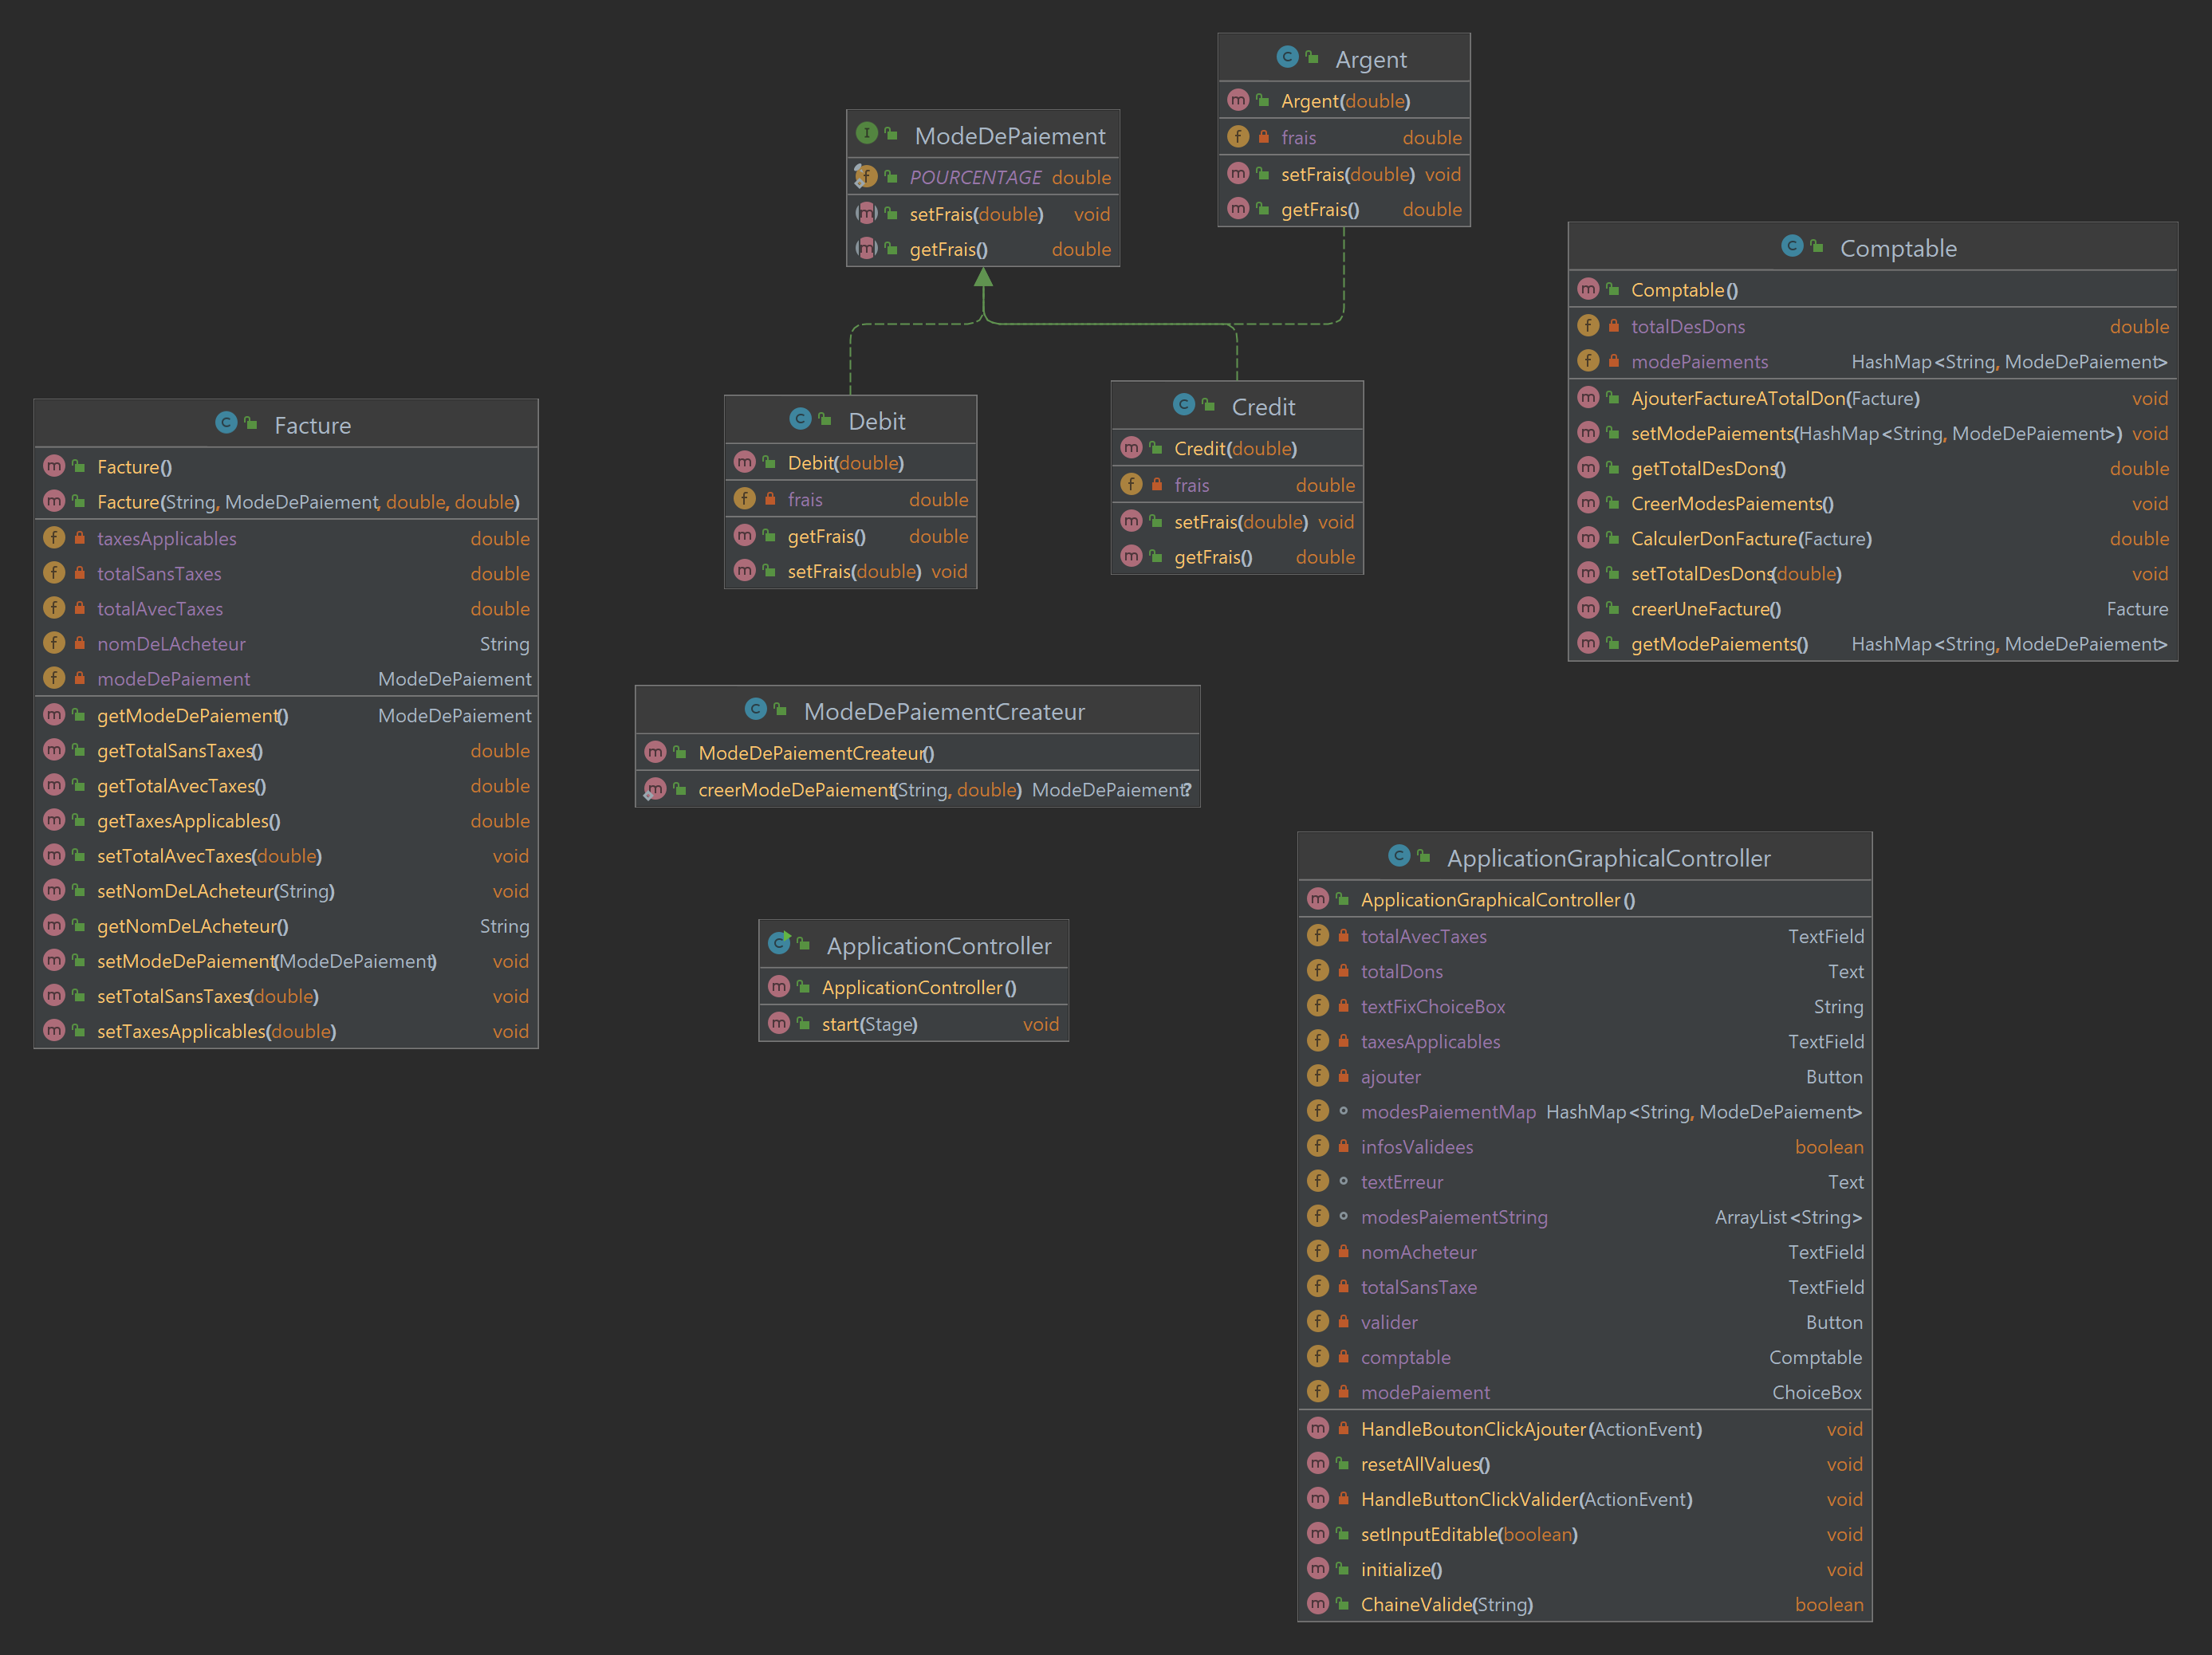 Argent
Argent(double)
frais double
setFrais(double) void
getFrais() double
ModeDePaiement
POURCENTAGE double
setFrais(double) void
getFrais() double
Comptable
Comptable()
totalDesDons double
modePaiements HashMap<String, ModeDePaiement>
AjouterFactureATotalDon(Facture) void
setModePaiements(HashMap<String, ModeDePaiement>) void
getTotalDesDons() double
CreerModesPaiements() void
CalculerDonFacture(Facture) double
setTotalDesDons(double) void
creerUneFacture() Facture
getModePaiements() HashMap<String, ModeDePaiement>
Facture
Facture()
Facture(String, ModeDePaiement, double, double)
taxesApplicables double
totalSansTaxes double
totalAvecTaxes double
nomDeLAcheteur String
modeDePaiement ModeDePaiement
getModeDePaiement() ModeDePaiement
getTotalSansTaxes() double
getTotalAvecTaxes() double
getTaxesApplicables() double
setTotalAvecTaxes(double) void
setNomDeLAcheteur(String) void
getNomDeLAcheteur() String
setModeDePaiement(ModeDePaiement) void
setTotalSansTaxes(double) void
setTaxesApplicables(double) void
Debit
Debit(double)
frais double
getFrais() double
setFrais(double) void
Credit
Credit(double)
frais double
setFrais(double) void
getFrais() double
ModeDePaiementCreateur
ModeDePaiementCreateur()
creerModeDePaiement(String, double) ModeDePaiement?
ApplicationController
ApplicationController()
start(Stage) void
ApplicationGraphicalController
ApplicationGraphicalController()
totalAvecTaxes TextField
totalDons Text
textFixChoiceBox String
taxesApplicables TextField
ajouter Button
modesPaiementMap HashMap<String, ModeDePaiement>
infosValidees boolean
textErreur Text
modesPaiementString ArrayList<String>
nomAcheteur TextField
totalSansTaxe TextField
valider Button
comptable Comptable
modePaiement ChoiceBox
HandleBoutonClickAjouter(ActionEvent) void
resetAllValues() void
HandleButtonClickValider(ActionEvent) void
setInputEditable(boolean) void
initialize() void
ChaineValide(String) boolean